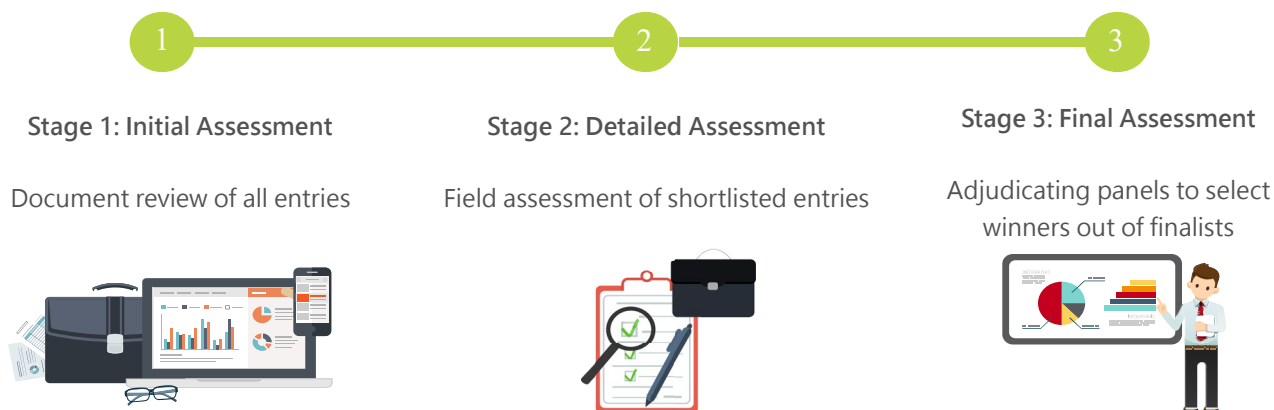 1
2
3
Stage 1: Initial Assessment
Document review of all entries
Stage 2: Detailed Assessment
Field assessment of shortlisted entries
Stage 3: Final Assessment
Adjudicating panels to select
winners out of finalists